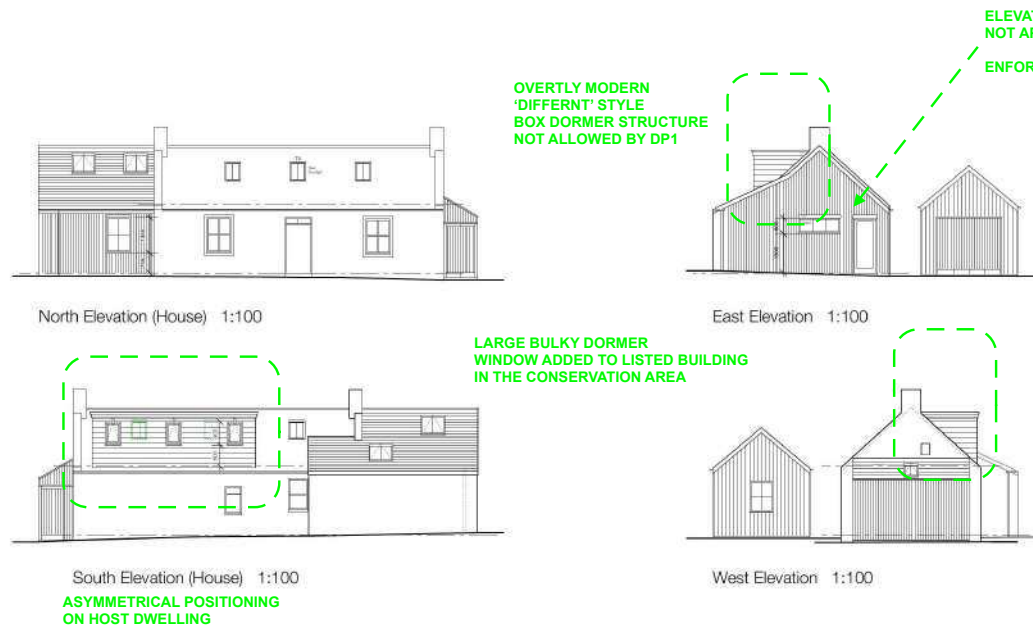 ELEVAT
NOT AP
ENFOR
OVERTLY MODERN
‘DIFFERNT’ STYLE
BOX DORMER STRUCTURE
NOT ALLOWED BY DP1
North Elevation (House) 1:100
East Elevation 1:100
LARGE BULKY DORMER
WINDOW ADDED TO LISTED BUILDING
IN THE CONSERVATION AREA
South Elevation (House) 1:100
West Elevation 1:100
ASYMMETRICAL POSITIONING
ON HOST DWELLING